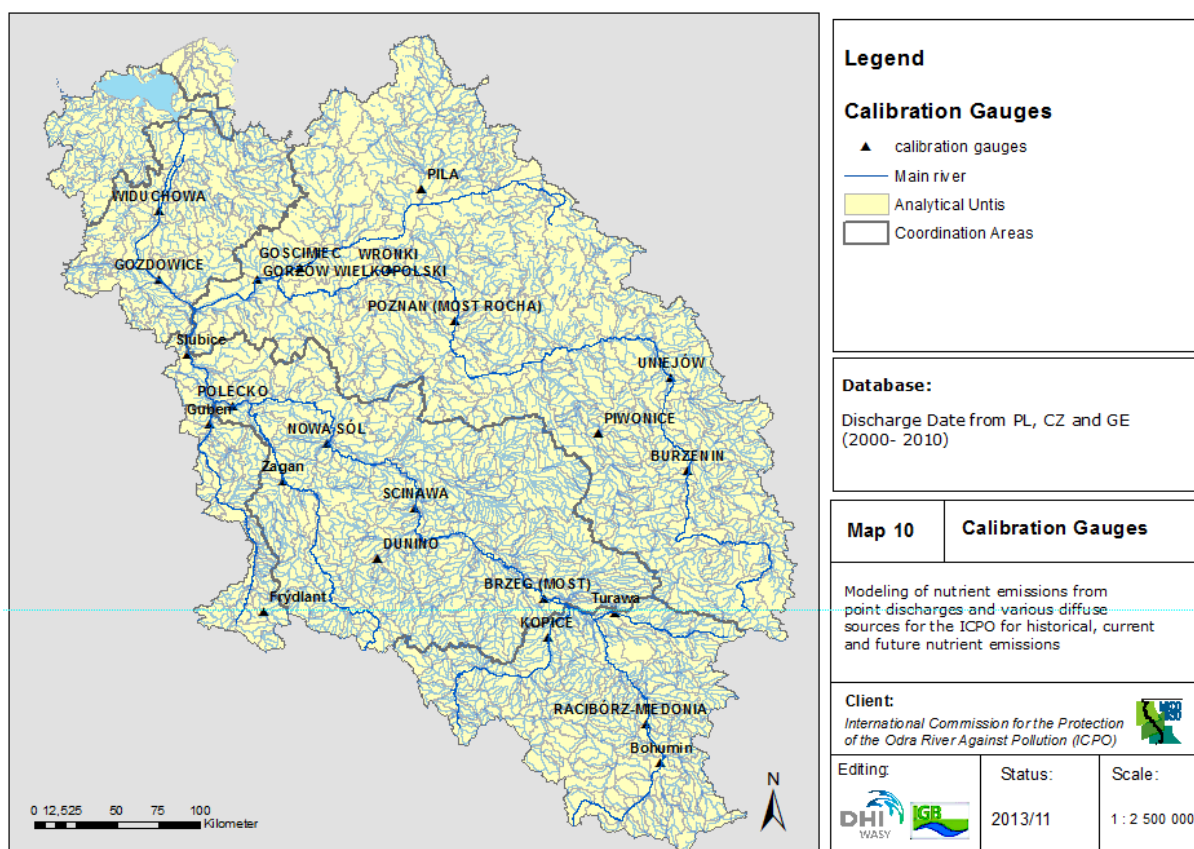 WIDUCHOWA
PILA
GOZDOWICE
GOSCIMIEC
WRONKI
GORZÓW WIELKOPOLSKI
POZNAN (MOST ROCHA)
Slubice
UNIEJÓW
POLECKO
Guben
NOWA SÓL
PIWONICE
Zagan
BURZENIN
SCINAWA
DUNINO
BRZEG (MOST)
Turawa
Frydlant
KOPICE
RACIBÓRZ-MIEDONIA
Bohumin
0 12,525 50 75 100
Kilometer
N
Legend
Calibration Gauges
calibration gauges
Main river
Analytical Untis
Coordination Areas
Database:
Discharge Date from PL, CZ and GE
(2000- 2010)
Map 10
Calibration Gauges
Modeling of nutrient emissions from
point discharges and various diffuse
sources for the ICPO for historical, current
and future nutrient emissions
Client:
International Commission for the Protection
of the Odra River Against Pollution (ICPO)
Editing:
DHI
WASY
IGB
Status:
2013/11
Scale:
1 : 2 500 000